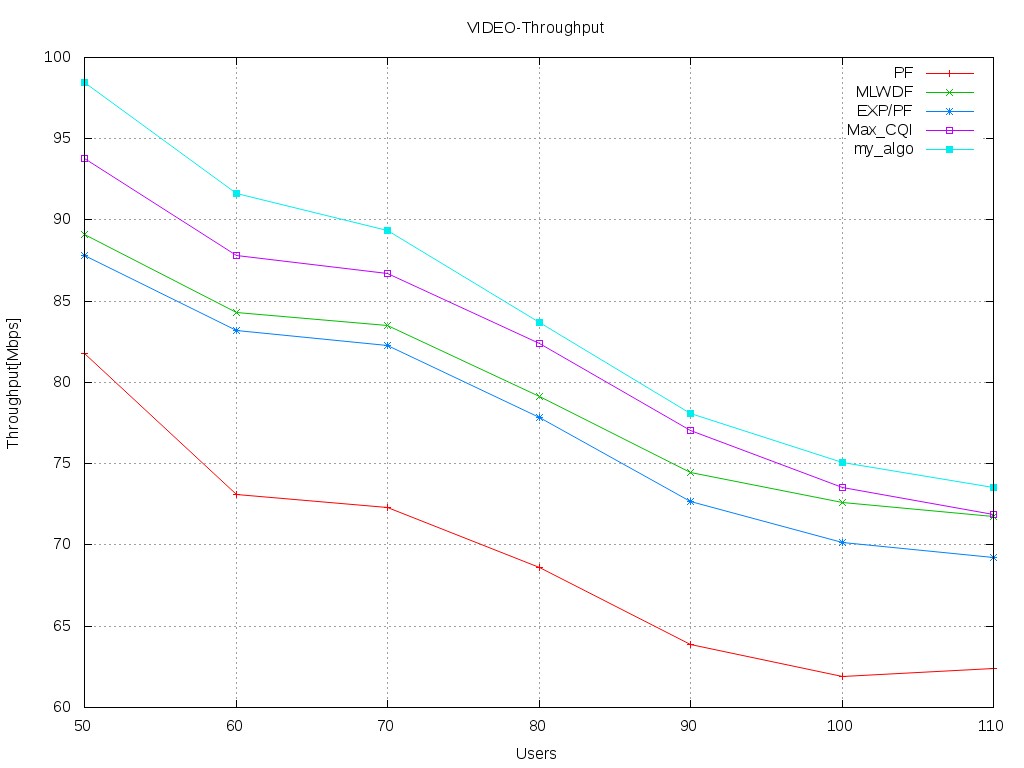 VIDEO-Throughput
PF
MLWDF
EXP/PF
Max_CQI
my_algo
100
95
90
85
80
75
70
65
60
Throughput[Mbps]
50 60 70 80 90 100 110
Users